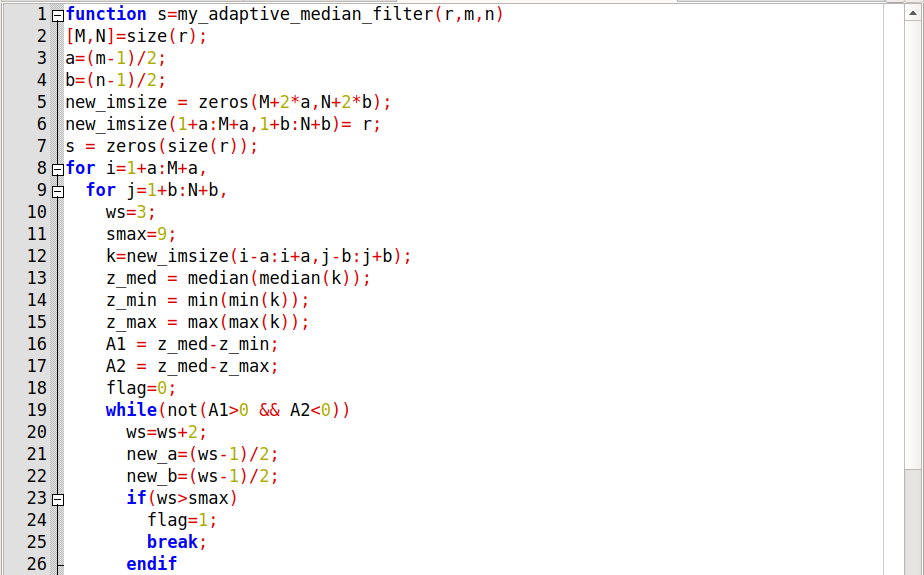 1 function s=my_adaptive_median_filter(r,m,n)
2 [M,N]=size(r);
3 a=(m-1)/2;
4 b=(n-1)/2;
5 new_imsize = zeros(M+2*a,N+2*b);
6 new_imsize(1+a:M+a,1+b:N+b)= r;
7 s = zeros(size(r));
8 for i=1+a:M+a,
9 for j=1+b:N+b,
10 ws=3;
11 smax=9;
12 k=new_imsize(i-a:i+a,j-b:j+b);
13 z_med = median(median(k));
14 z_min = min(min(k));
15 z_max = max(max(k));
16 A1 = z_med-z_min;
17 A2 = z_med-z_max;
18 flag=0;
19 while(not(A1>0 && A2<0))
20 ws=ws+2;
21 new_a=(ws-1)/2;
22 new_b=(ws-1)/2;
23 if(ws>smax)
24 flag=1;
25 break;
26 endif